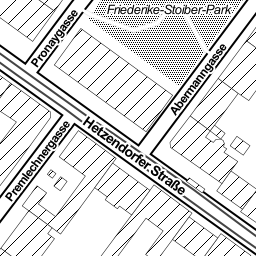 Friederike-Stolber-Park
Pronaygasse
Abermanngasse
Hetzendorfer Straße
Premlechnergasse